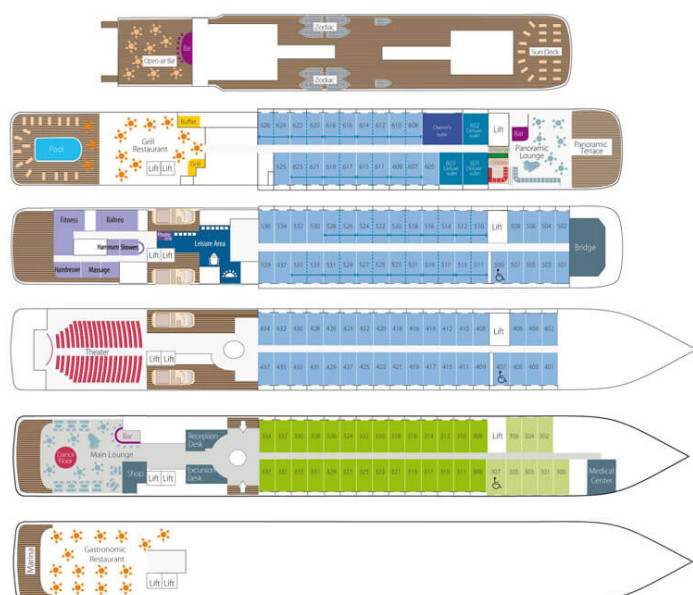 Open-air Bar
Bar
Zodiac
Zodiac
Sun Deck
Pool
Grill
Restaurant
Buffet
Grill
Lift Lift
626 624 622 620 618 616 614 612 610 608
Owner's
suite
602
Deluxe
suite
Lift
Bar
625 623 621 619 617 615 611 609 607 605
603
Deluxe
suite
601
Deluxe
suite
Panoramic
Lounge
Panoramic
Terrace
Fitness
Balneo
Hammam
Showers
Hairdresser
Massage
Lift Lift
Leisure Area
536 534 532 530 528 526 524 522 520 518 516 514 512 510
Lift
508 506 504 502
539 537 535 533 531 529 527 525 523 521 519 517 515 511
509 507 505 503 501
Bridge
Theater
Lift Lift
434 432 430 428 426 424 422 420 418 416 414 412 410 408
Lift
406 404 402
437 435 433 431 429 427 425 423 421 419 417 415 411 409
407 405 403 401
Dance
Floor
Main Lounge
Bar
Shop
Lift Lift
Reception
Desk
Excursion
Desk
334 332 330 328 326 324 322 320 318 316 314 312 310 308
Lift
306 304 302
337 335 333 331 329 327 325 323 321 319 317 315 311 309
307 305 303 301 300
Medical
Center
Marina
Gastronomic
Restaurant
Lift Lift